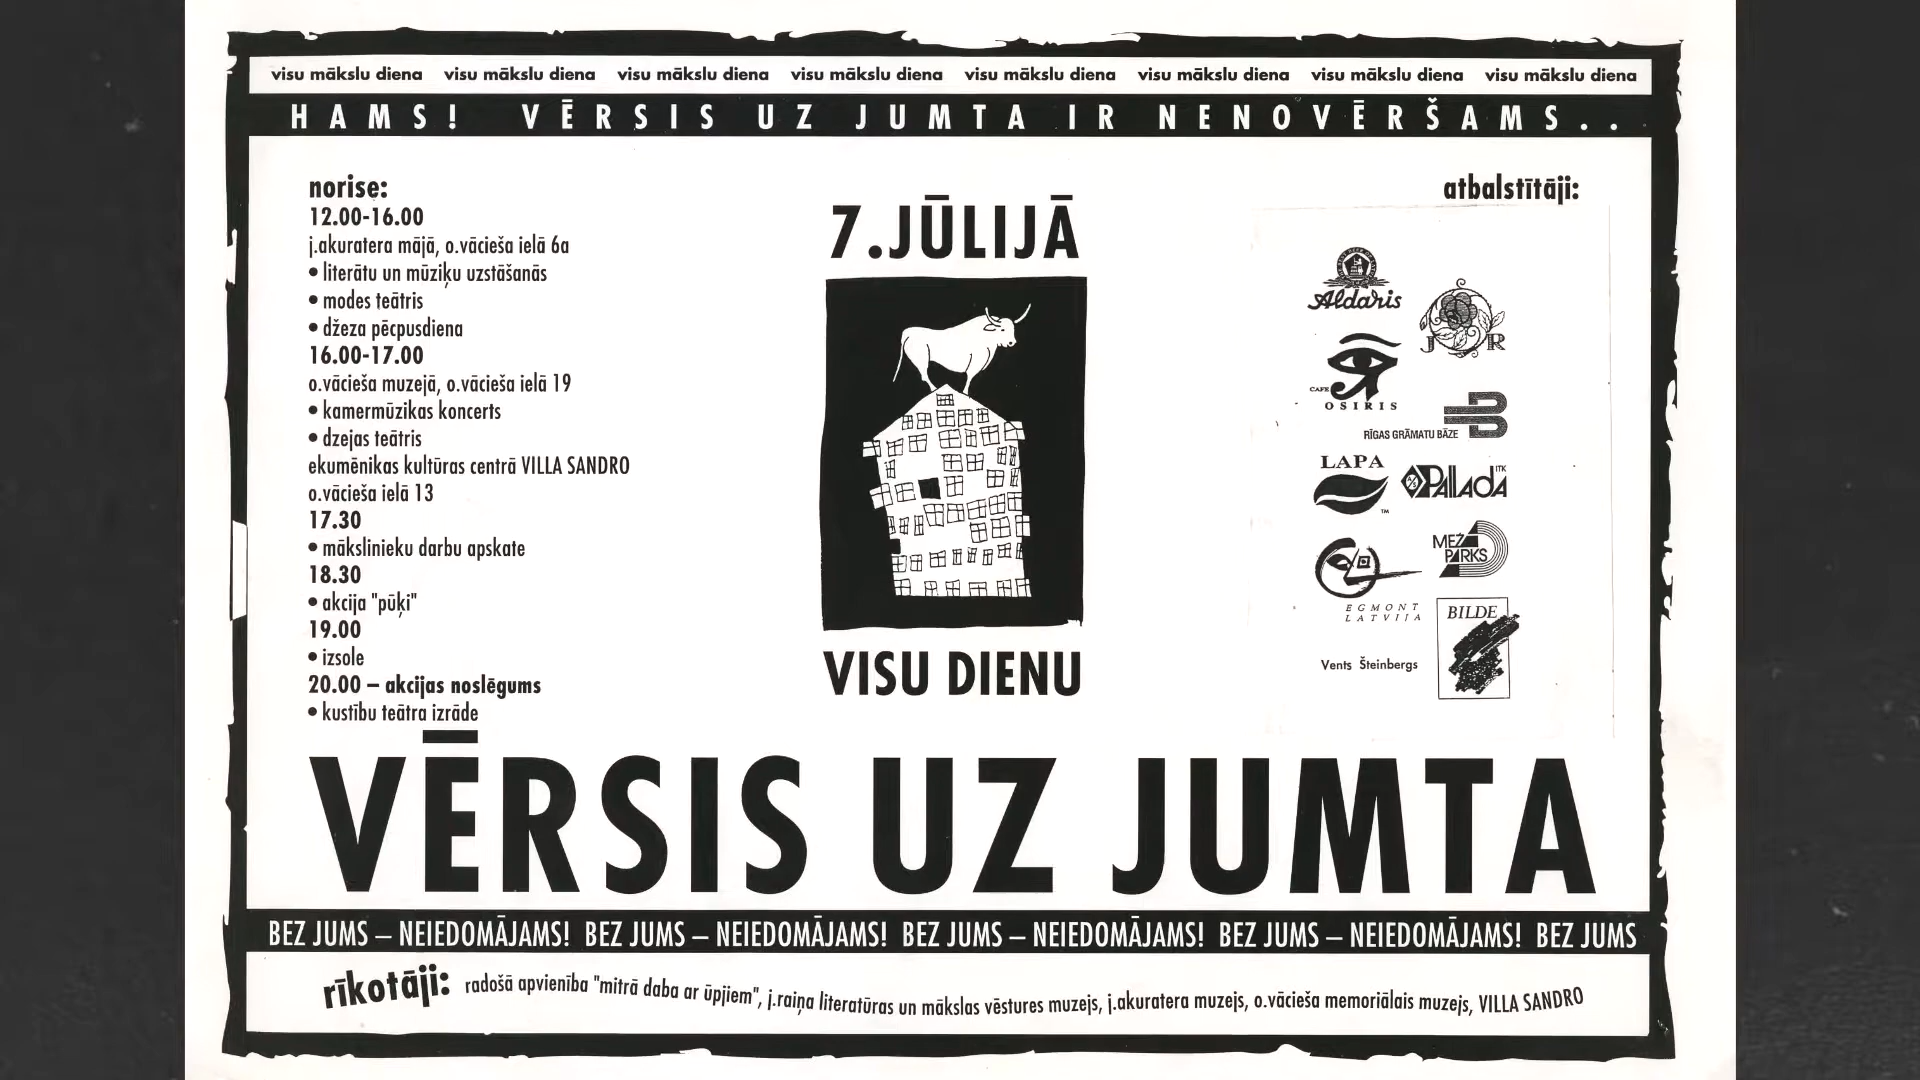 visu mākslu diena visu mākslu diena visu mākslu diena visu mākslu diena visu mākslu diena visu mākslu diena visu mākslu diena visu mākslu diena
HAMS! VĒRSIS UZ JUMTA IR NENOVĒRŠAMS..
norise:
12.00-16.00
j.akuratera mājā, o.vācieša ielā 6a
• literātu un mūziķu uzstāšanās
• modes teātris
• džeza pēcpusdiena
16.00-17.00
o.vācieša muzejā, o.vācieša ielā 19
• kamermūzikas koncerts
• dzejas teātris
ekumēnikas kultūras centrā VILLA SANDRO
o.vācieša ielā 13
17.30
• mākslinieku darbu apskate
18.30
• akcija "pūķi"
19.00
• izsole
20.00 – akcijas noslēgums
• kustību teātra izrāde
7.JŪLIJĀ
VISU DIENU
atbalstītāji:
Aldaris
J R
CAFE
OSIRIS
RĪGAS GRĀMATU BĀZE
LAPA
TM
A/S PAllAdA ITK
MEŽA
PARKS
EGMONT
LATVIJA
BILDE
Vents Šteinbergs
VĒRSIS UZ JUMTA
BEZ JUMS – NEIEDOMĀJAMS! BEZ JUMS – NEIEDOMĀJAMS! BEZ JUMS – NEIEDOMĀJAMS! BEZ JUMS – NEIEDOMĀJAMS! BEZ JUMS
rīkotāji: radošā apvienība "mitrā daba ar ūpjiem", j.raiņa literatūras un mākslas vēstures muzejs, j.akuratera muzejs, o.vācieša memoriālais muzejs, VILLA SANDRO